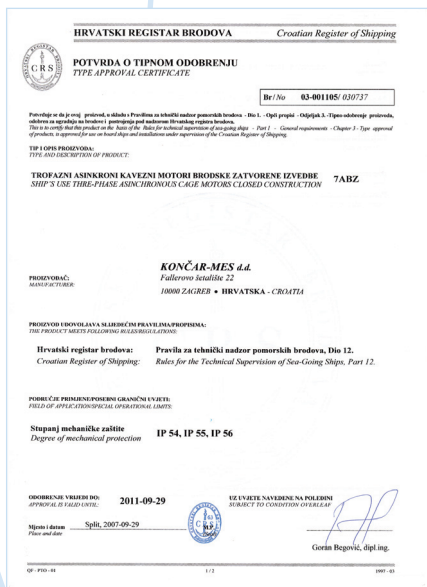 HRVATSKI REGISTAR BRODOVA Croatian Register of Shipping
CRS
POTVRDA O TIPNOM ODOBRENJU
TYPE APPROVAL CERTIFICATE
Br/No 03-001105/ 030737
Potvrđuje se da je ovaj proizvod, u skladu s Pravilima za tehnički nadzor pomorskih brodova - Dio 1. - Opći propisi - Odjeljak 3. -Tipno odobrenje proizvoda,
odobren za ugradnju na brodove i postrojenja pod nadzorom Hrvatskog registra brodova.
This is to certify that this product on the basis of the Rules for technical supervision of sea-going ships - Part 1 - General requirements - Chapter 3 - Type approval
of products, is approved for use on board ships and installations under supervision of the Croatian Register of Shipping.
TIP I OPIS PROIZVODA:
TYPE AND DESCRIPTION OF PRODUCT:
TROFAZNI ASINKRONI KAVEZNI MOTORI BRODSKE ZATVORENE IZVEDBE 7ABZ
SHIP'S USE THRE-PHASE ASINCHRONOUS CAGE MOTORS CLOSED CONSTRUCTION
KONČAR-MES d.d.
PROIZVOĐAČ: Fallerovo šetalište 22
MANUFACTURER:
10000 ZAGREB • HRVATSKA - CROATIA
PROIZVOD UDOVOLJAVA SLIJEDEĆIM PRAVILIMA/PROPISIMA:
THE PRODUCT MEETS FOLLOWING RULES/REGULATIONS:
Hrvatski registar brodova: Pravila za tehnički nadzor pomorskih brodova, Dio 12.
Croatian Register of Shipping: Rules for the Technical Supervision of Sea-Going Ships, Part 12.
PODRUČJE PRIMJENE/POSEBNI GRANIČNI UVJETI:
FIELD OF APPLICATION/SPECIAL OPERATIONAL LIMITS:
Stupanj mehaničke zaštite IP 54, IP 55, IP 56
Degree of mechanical protection
ODOBRENJE VRIJEDI DO: 2011-09-29 UZ UVJETE NAVEDENE NA POLEĐINI
APPROVAL IS VALID UNTIL: SUBJECT TO CONDITION OVERLEAF
Mjesto i datum Split, 2007-09-29
Place and date
M.P.
Goran Begović, dipl.ing.
QF - PTO - 01 1 / 2 1997 - 03